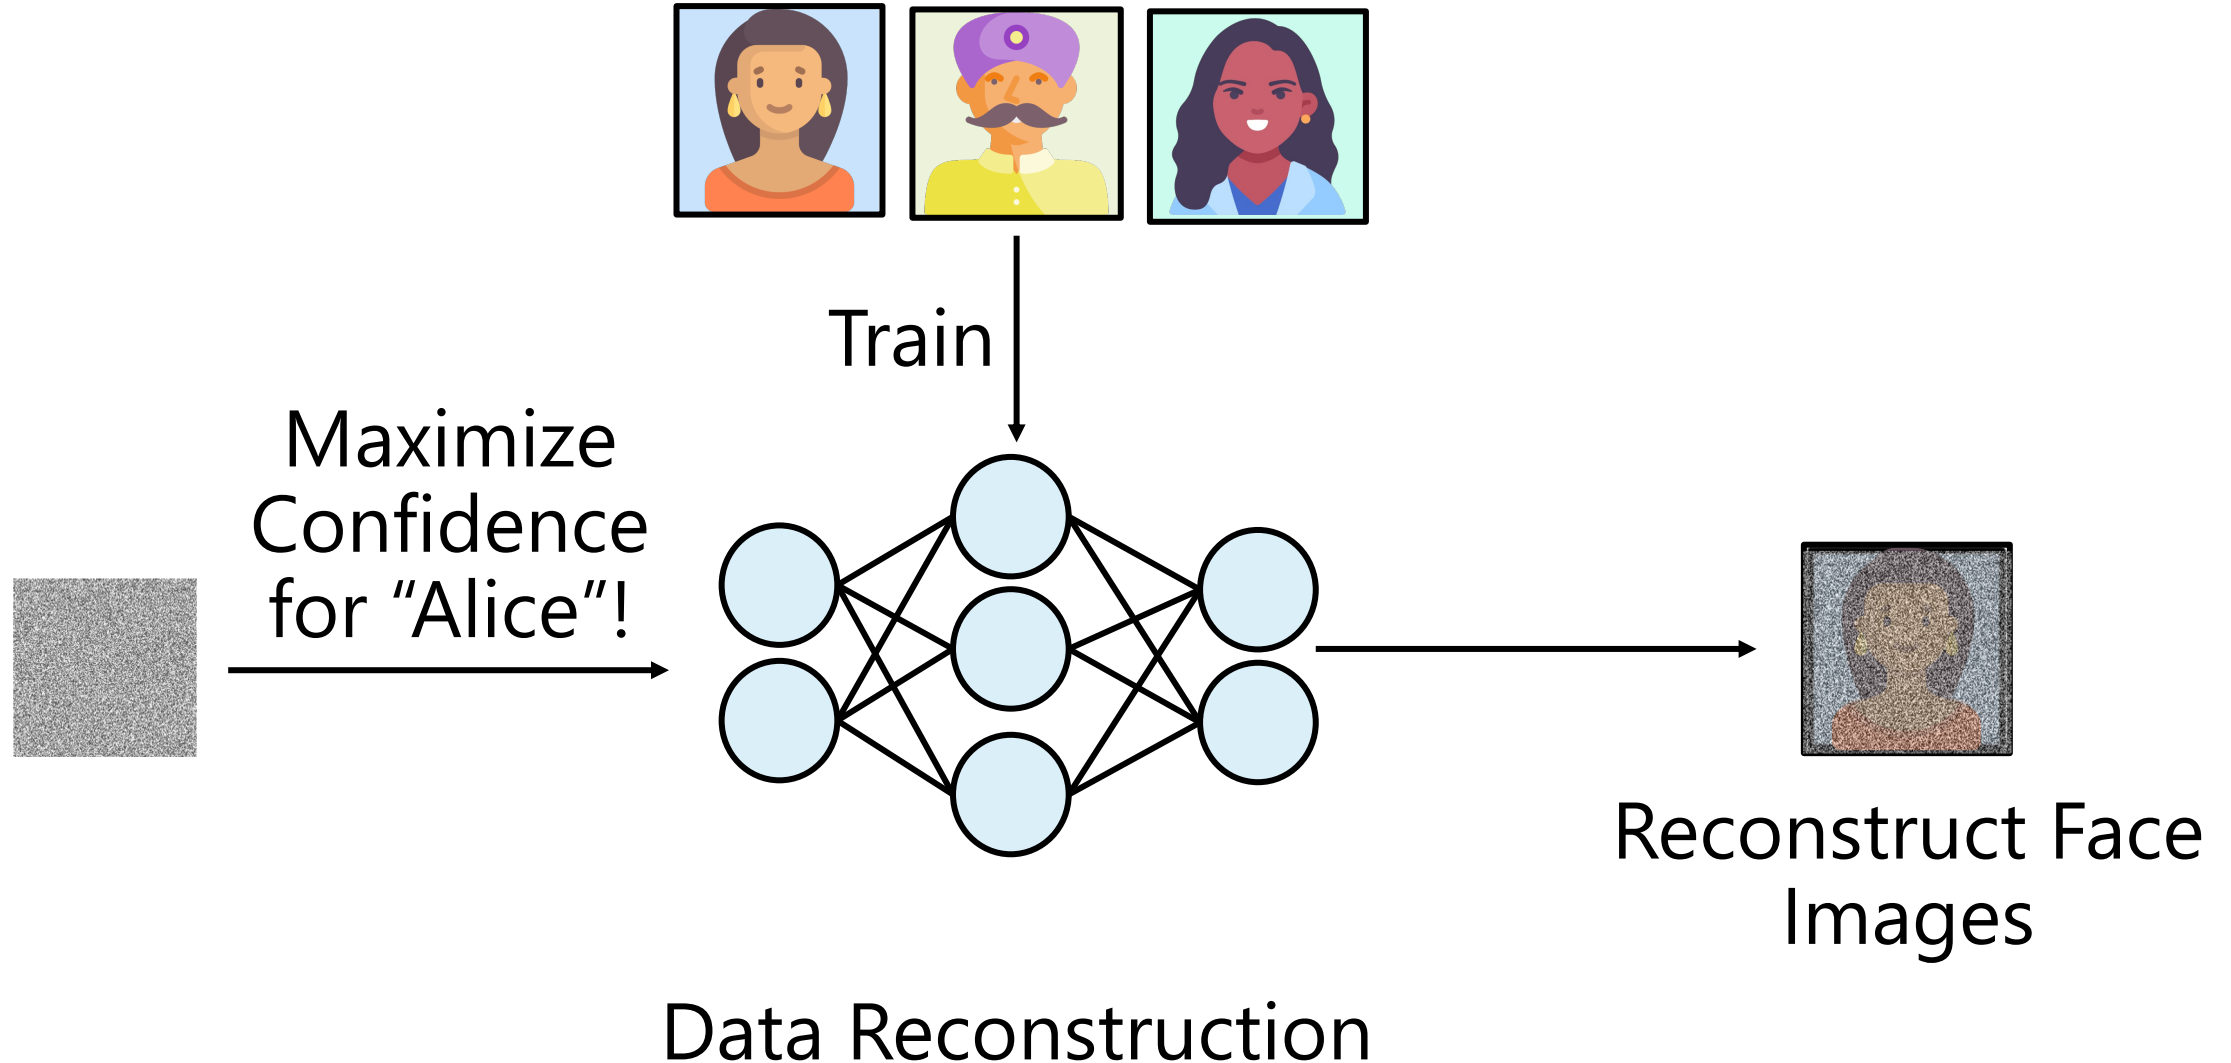 Train
Maximize
Confidence
for “Alice“!
Reconstruct Face
Images
Data Reconstruction